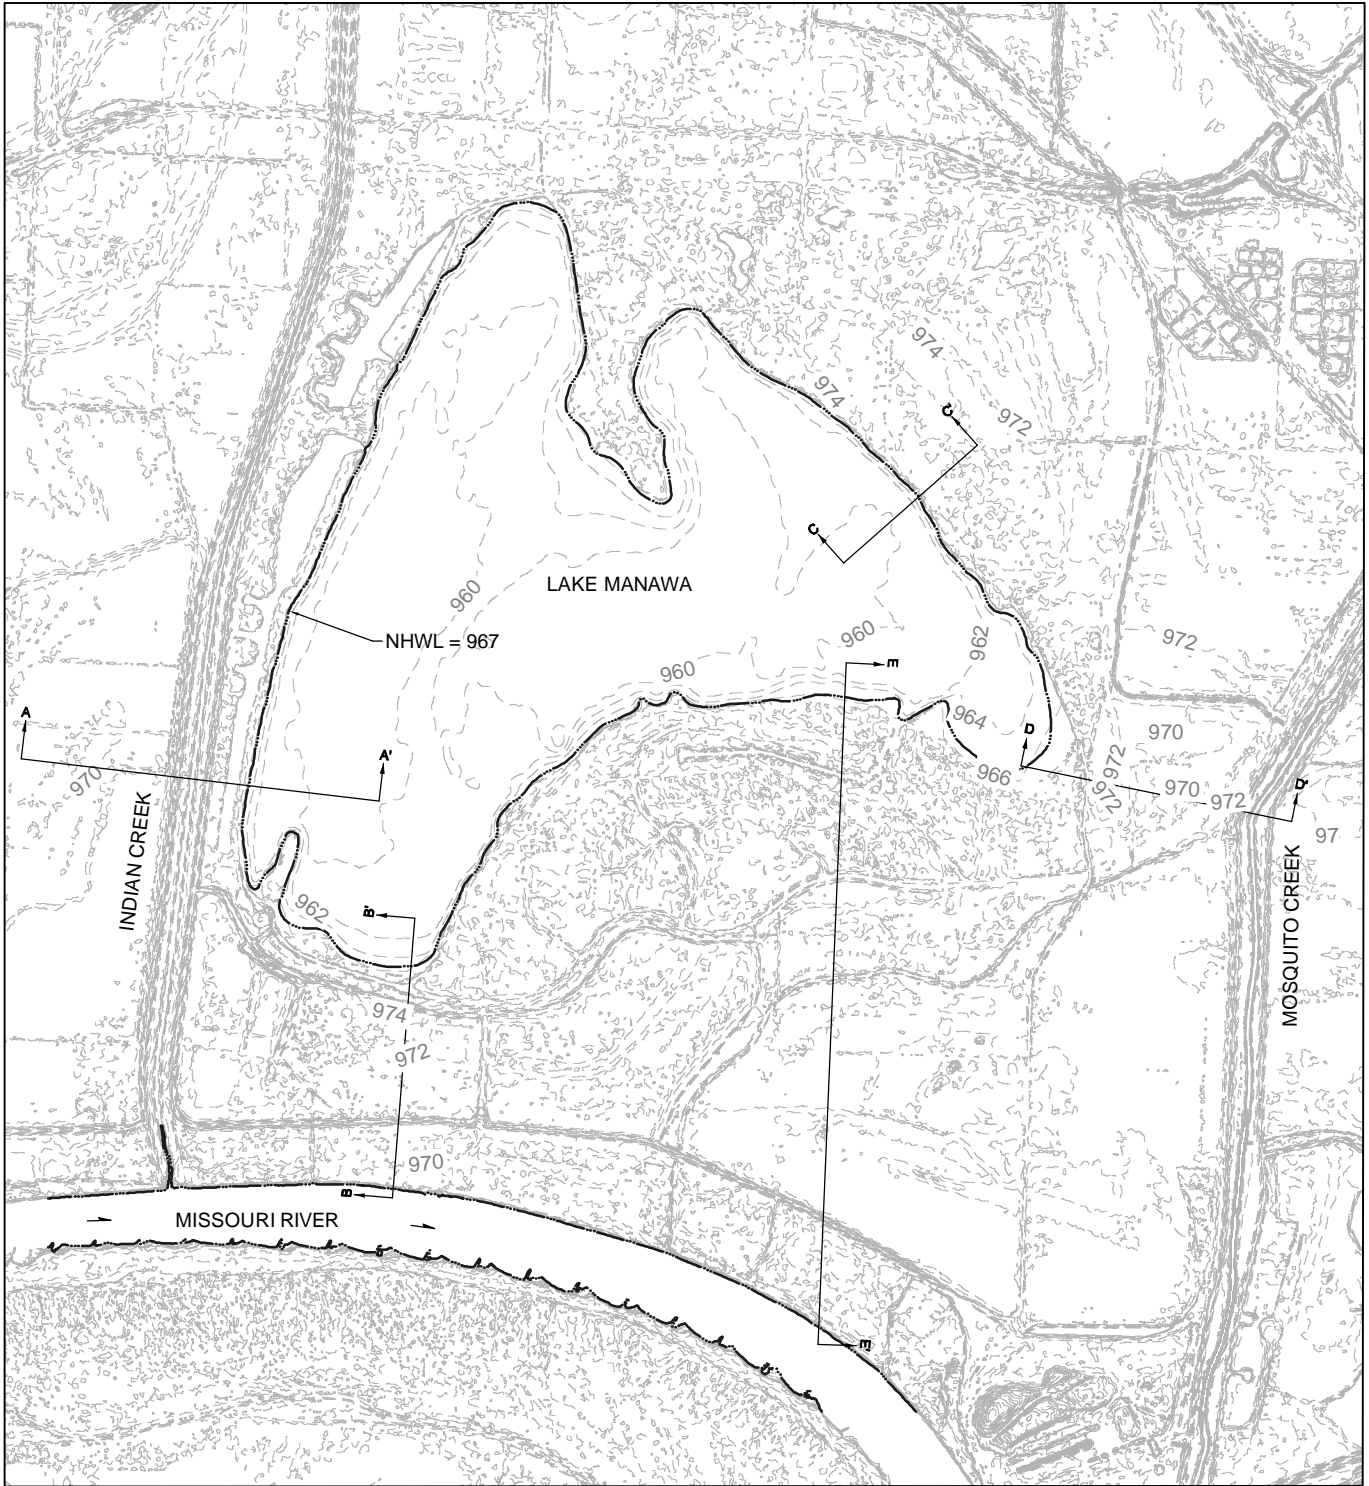 974
974
972
C'
C
LAKE MANAWA
960
NHWL = 967
960
960
E
962
972
964
966
D
970
972
972
970
972
D'
97
A
A'
970
INDIAN CREEK
962
B'
974
972
970
B
MISSOURI RIVER
MOSQUITO CREEK
E'